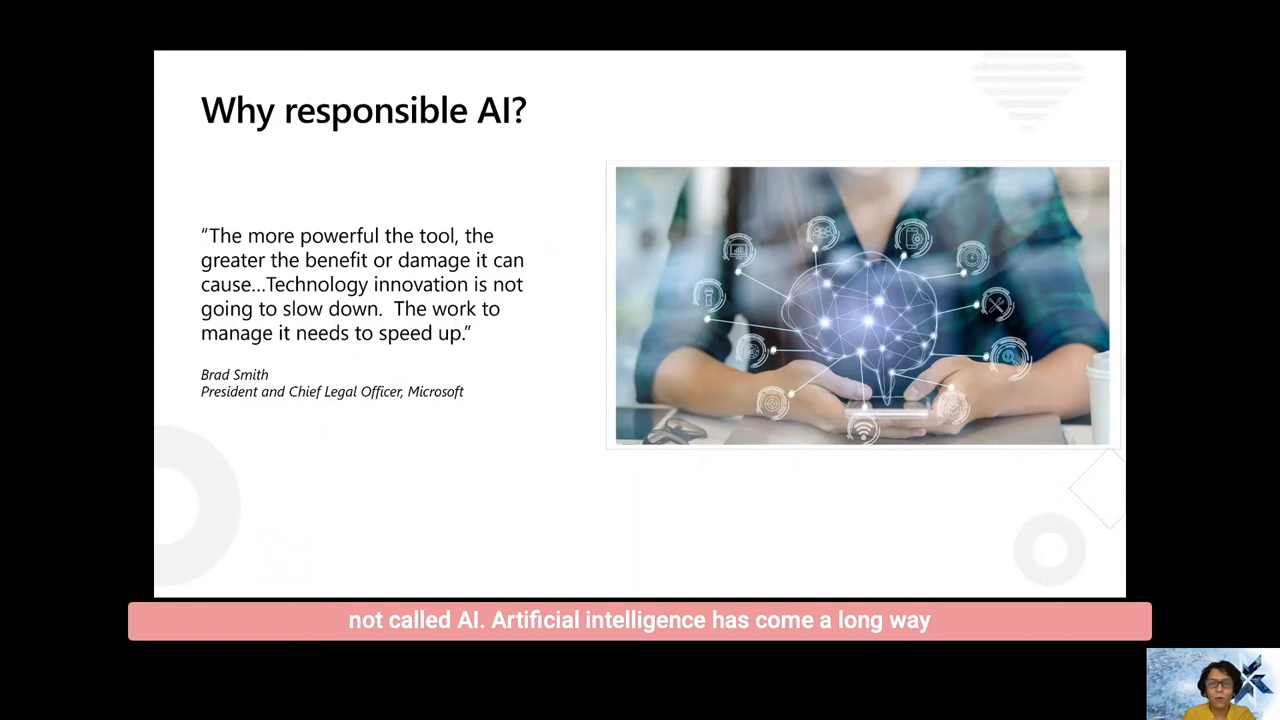 Why responsible AI?
“The more powerful the tool, the
greater the benefit or damage it can
cause...Technology innovation is not
going to slow down.  The work to
manage it needs to speed up.”
Brad Smith
President and Chief Legal Officer, Microsoft
not called AI. Artificial intelligence has come a long way